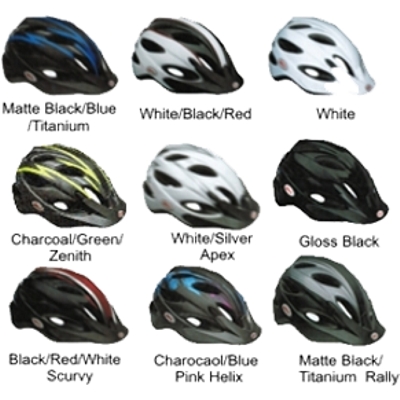 Matte Black/Blue
/Titanium
White/Black/Red
White
Charcoal/Green/
Zenith
White/Silver
Apex
Gloss Black
Black/Red/White
Scurvy
Charocaol/Blue
Pink Helix
Matte Black/
Titanium Rally